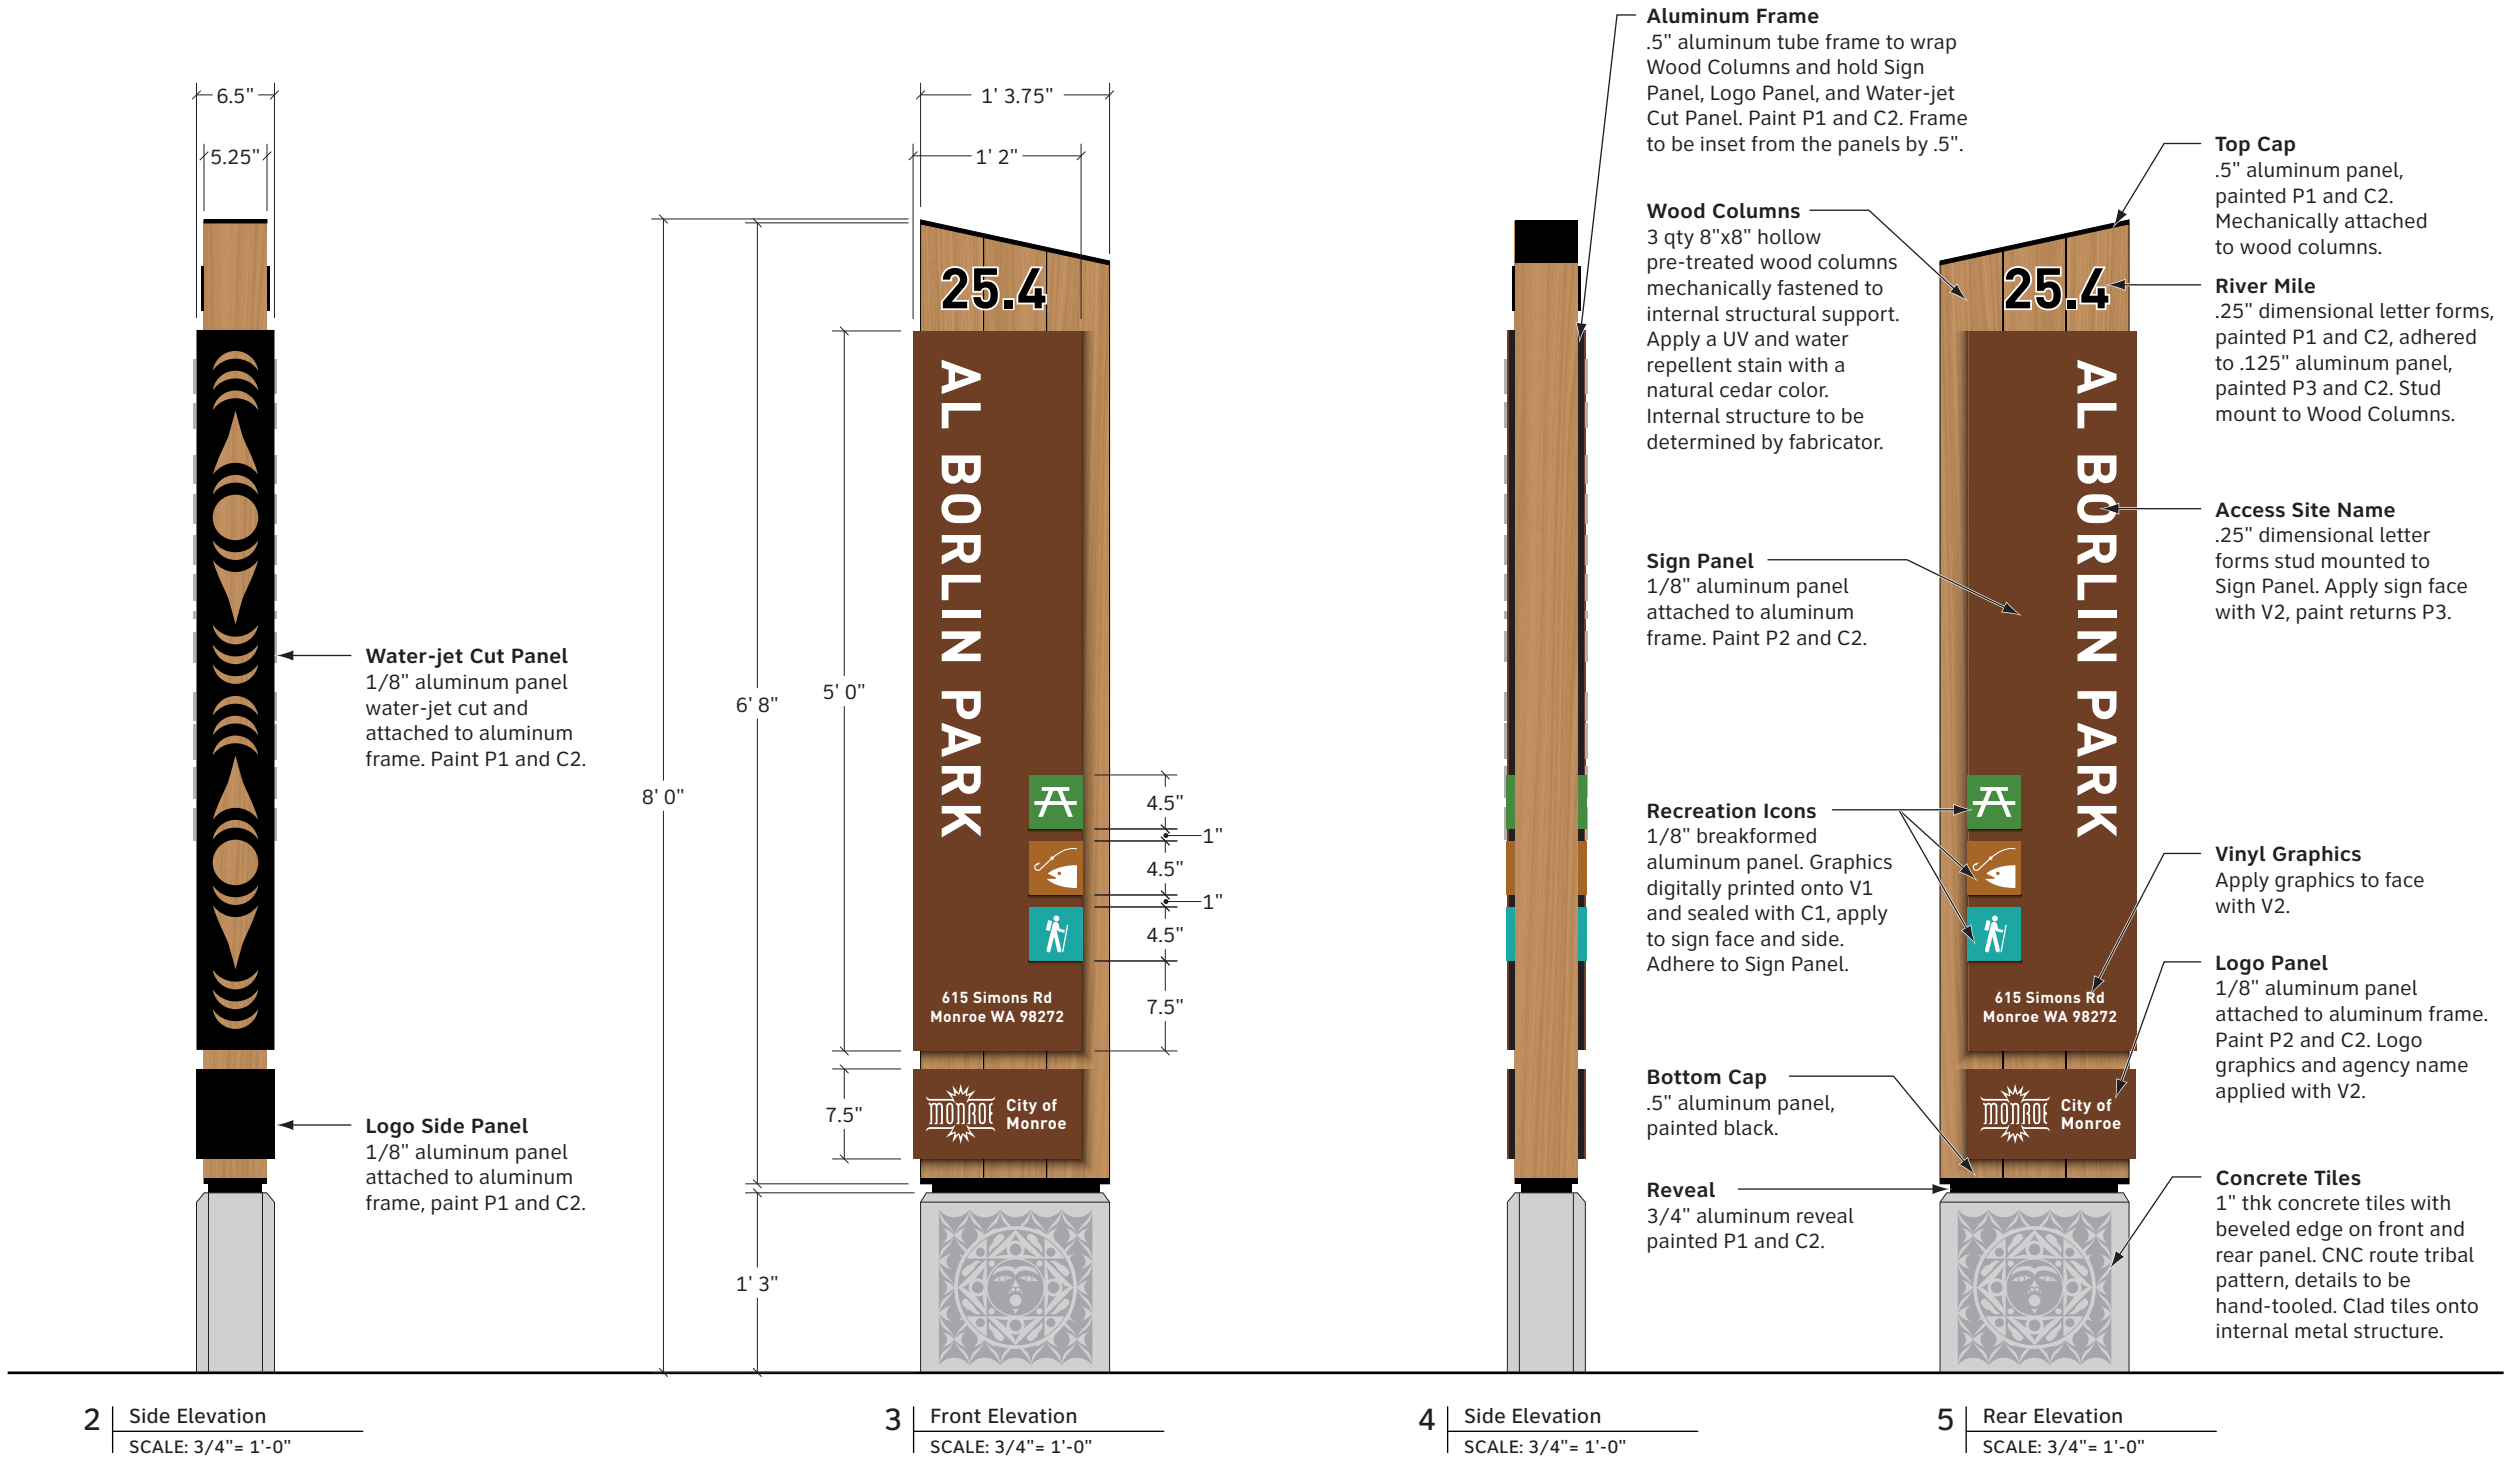 6.5"
5.25"
Water-jet Cut Panel
1/8" aluminum panel
water-jet cut and
attached to aluminum
frame. Paint P1 and C2.
Logo Side Panel
1/8" aluminum panel
attached to aluminum
frame, paint P1 and C2.
2
Side Elevation
SCALE: 3/4"= 1'-0"
1' 3.75"
1' 2"
8' 0"
6' 8"
5' 0"
7.5"
1' 3"
25.4
AL BORLIN PARK
615 Simons Rd
Monroe WA 98272
MONROE
City of
Monroe
4.5"
1"
4.5"
1"
4.5"
7.5"
3
Front Elevation
SCALE: 3/4"= 1'-0"
Aluminum Frame
.5" aluminum tube frame to wrap
Wood Columns and hold Sign
Panel, Logo Panel, and Water-jet
Cut Panel. Paint P1 and C2. Frame
to be inset from the panels by .5".
Wood Columns
3 qty 8"x8" hollow
pre-treated wood columns
mechanically fastened to
internal structural support.
Apply a UV and water
repellent stain with a
natural cedar color.
Internal structure to be
determined by fabricator.
Sign Panel
1/8" aluminum panel
attached to aluminum
frame. Paint P2 and C2.
Recreation Icons
1/8" breakformed
aluminum panel. Graphics
digitally printed onto V1
and sealed with C1, apply
to sign face and side.
Adhere to Sign Panel.
Bottom Cap
.5" aluminum panel,
painted black.
Reveal
3/4" aluminum reveal
painted P1 and C2.
4
Side Elevation
SCALE: 3/4"= 1'-0"
25.4
AL BORLIN PARK
615 Simons Rd
Monroe WA 98272
MONROE
City of
Monroe
Top Cap
.5" aluminum panel,
painted P1 and C2.
Mechanically attached
to wood columns.
River Mile
.25" dimensional letter forms,
painted P1 and C2, adhered
to .125" aluminum panel,
painted P3 and C2. Stud
mount to Wood Columns.
Access Site Name
.25" dimensional letter
forms stud mounted to
Sign Panel. Apply sign face
with V2, paint returns P3.
Vinyl Graphics
Apply graphics to face
with V2.
Logo Panel
1/8" aluminum panel
attached to aluminum frame.
Paint P2 and C2. Logo
graphics and agency name
applied with V2.
Concrete Tiles
1" thk concrete tiles with
beveled edge on front and
rear panel. CNC route tribal
pattern, details to be
hand-tooled. Clad tiles onto
internal metal structure.
5
Rear Elevation
SCALE: 3/4"= 1'-0"